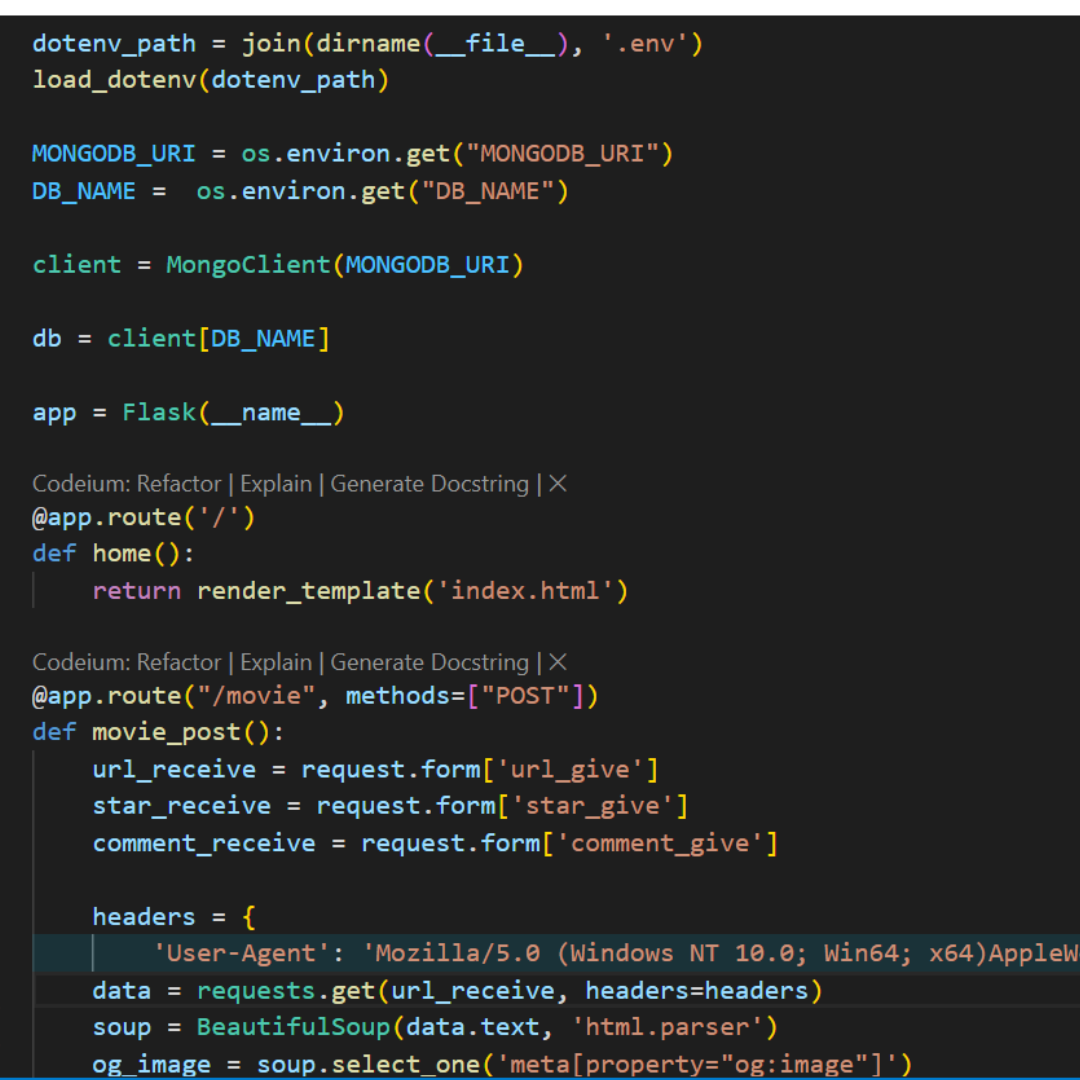 dotenv_path = join(dirname(__file__), '.env')
load_dotenv(dotenv_path)
MONGODB_URI = os.environ.get("MONGODB_URI")
DB_NAME =  os.environ.get("DB_NAME")
client = MongoClient(MONGODB_URI)
db = client[DB_NAME]
app = Flask(__name__)
Codeium: Refactor | Explain | Generate Docstring | ×
@app.route('/')
def home():
    return render_template('index.html')
Codeium: Refactor | Explain | Generate Docstring | ×
@app.route("/movie", methods=["POST"])
def movie_post():
    url_receive = request.form['url_give']
    star_receive = request.form['star_give']
    comment_receive = request.form['comment_give']
    headers = {
        'User-Agent': 'Mozilla/5.0 (Windows NT 10.0; Win64; x64)AppleW
    data = requests.get(url_receive, headers=headers)
    soup = BeautifulSoup(data.text, 'html.parser')
    og_image = soup.select_one('meta[property="og:image"]')